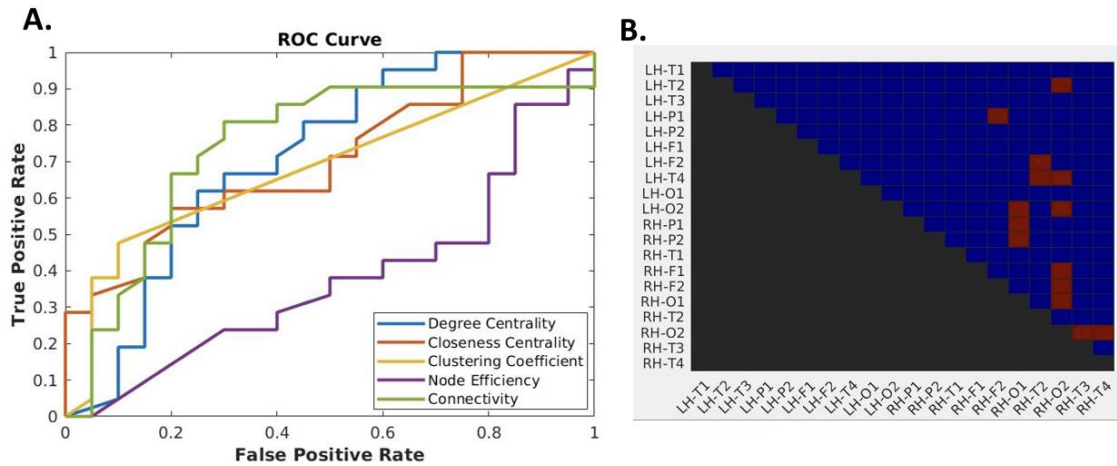 A.
ROC Curve
True Positive Rate
1
0.9
0.8
0.7
0.6
0.5
0.4
0.3
0.2
0.1
0
0
0.2
0.4
0.6
0.8
1
False Positive Rate
Degree Centrality
Closeness Centrality
Clustering Coefficient
Node Efficiency
Connectivity
B.
LH-T1
LH-T2
LH-T3
LH-P1
LH-P2
LH-F1
LH-F2
LH-T4
LH-O1
LH-O2
RH-P1
RH-P2
RH-T1
RH-F1
RH-F2
RH-O1
RH-T2
RH-O2
RH-T3
RH-T4
LH-T1
LH-T2
LH-T3
LH-P1
LH-P2
LH-F1
LH-F2
LH-T4
LH-O1
LH-O2
RH-P1
RH-P2
RH-T1
RH-F1
RH-F2
RH-O1
RH-T2
RH-O2
RH-T3
RH-T4